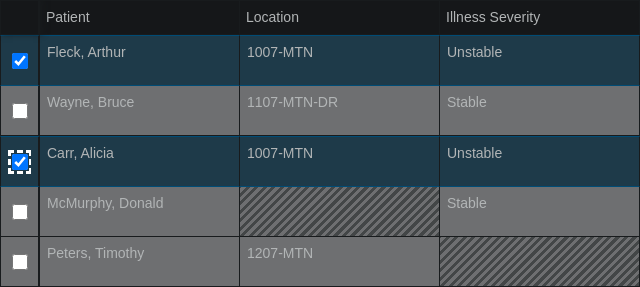 Patient Location Illness Severity
Fleck, Arthur 1007-MTN Unstable
Wayne, Bruce 1107-MTN-DR Stable
Carr, Alicia 1007-MTN Unstable
McMurphy, Donald Stable
Peters, Timothy 1207-MTN